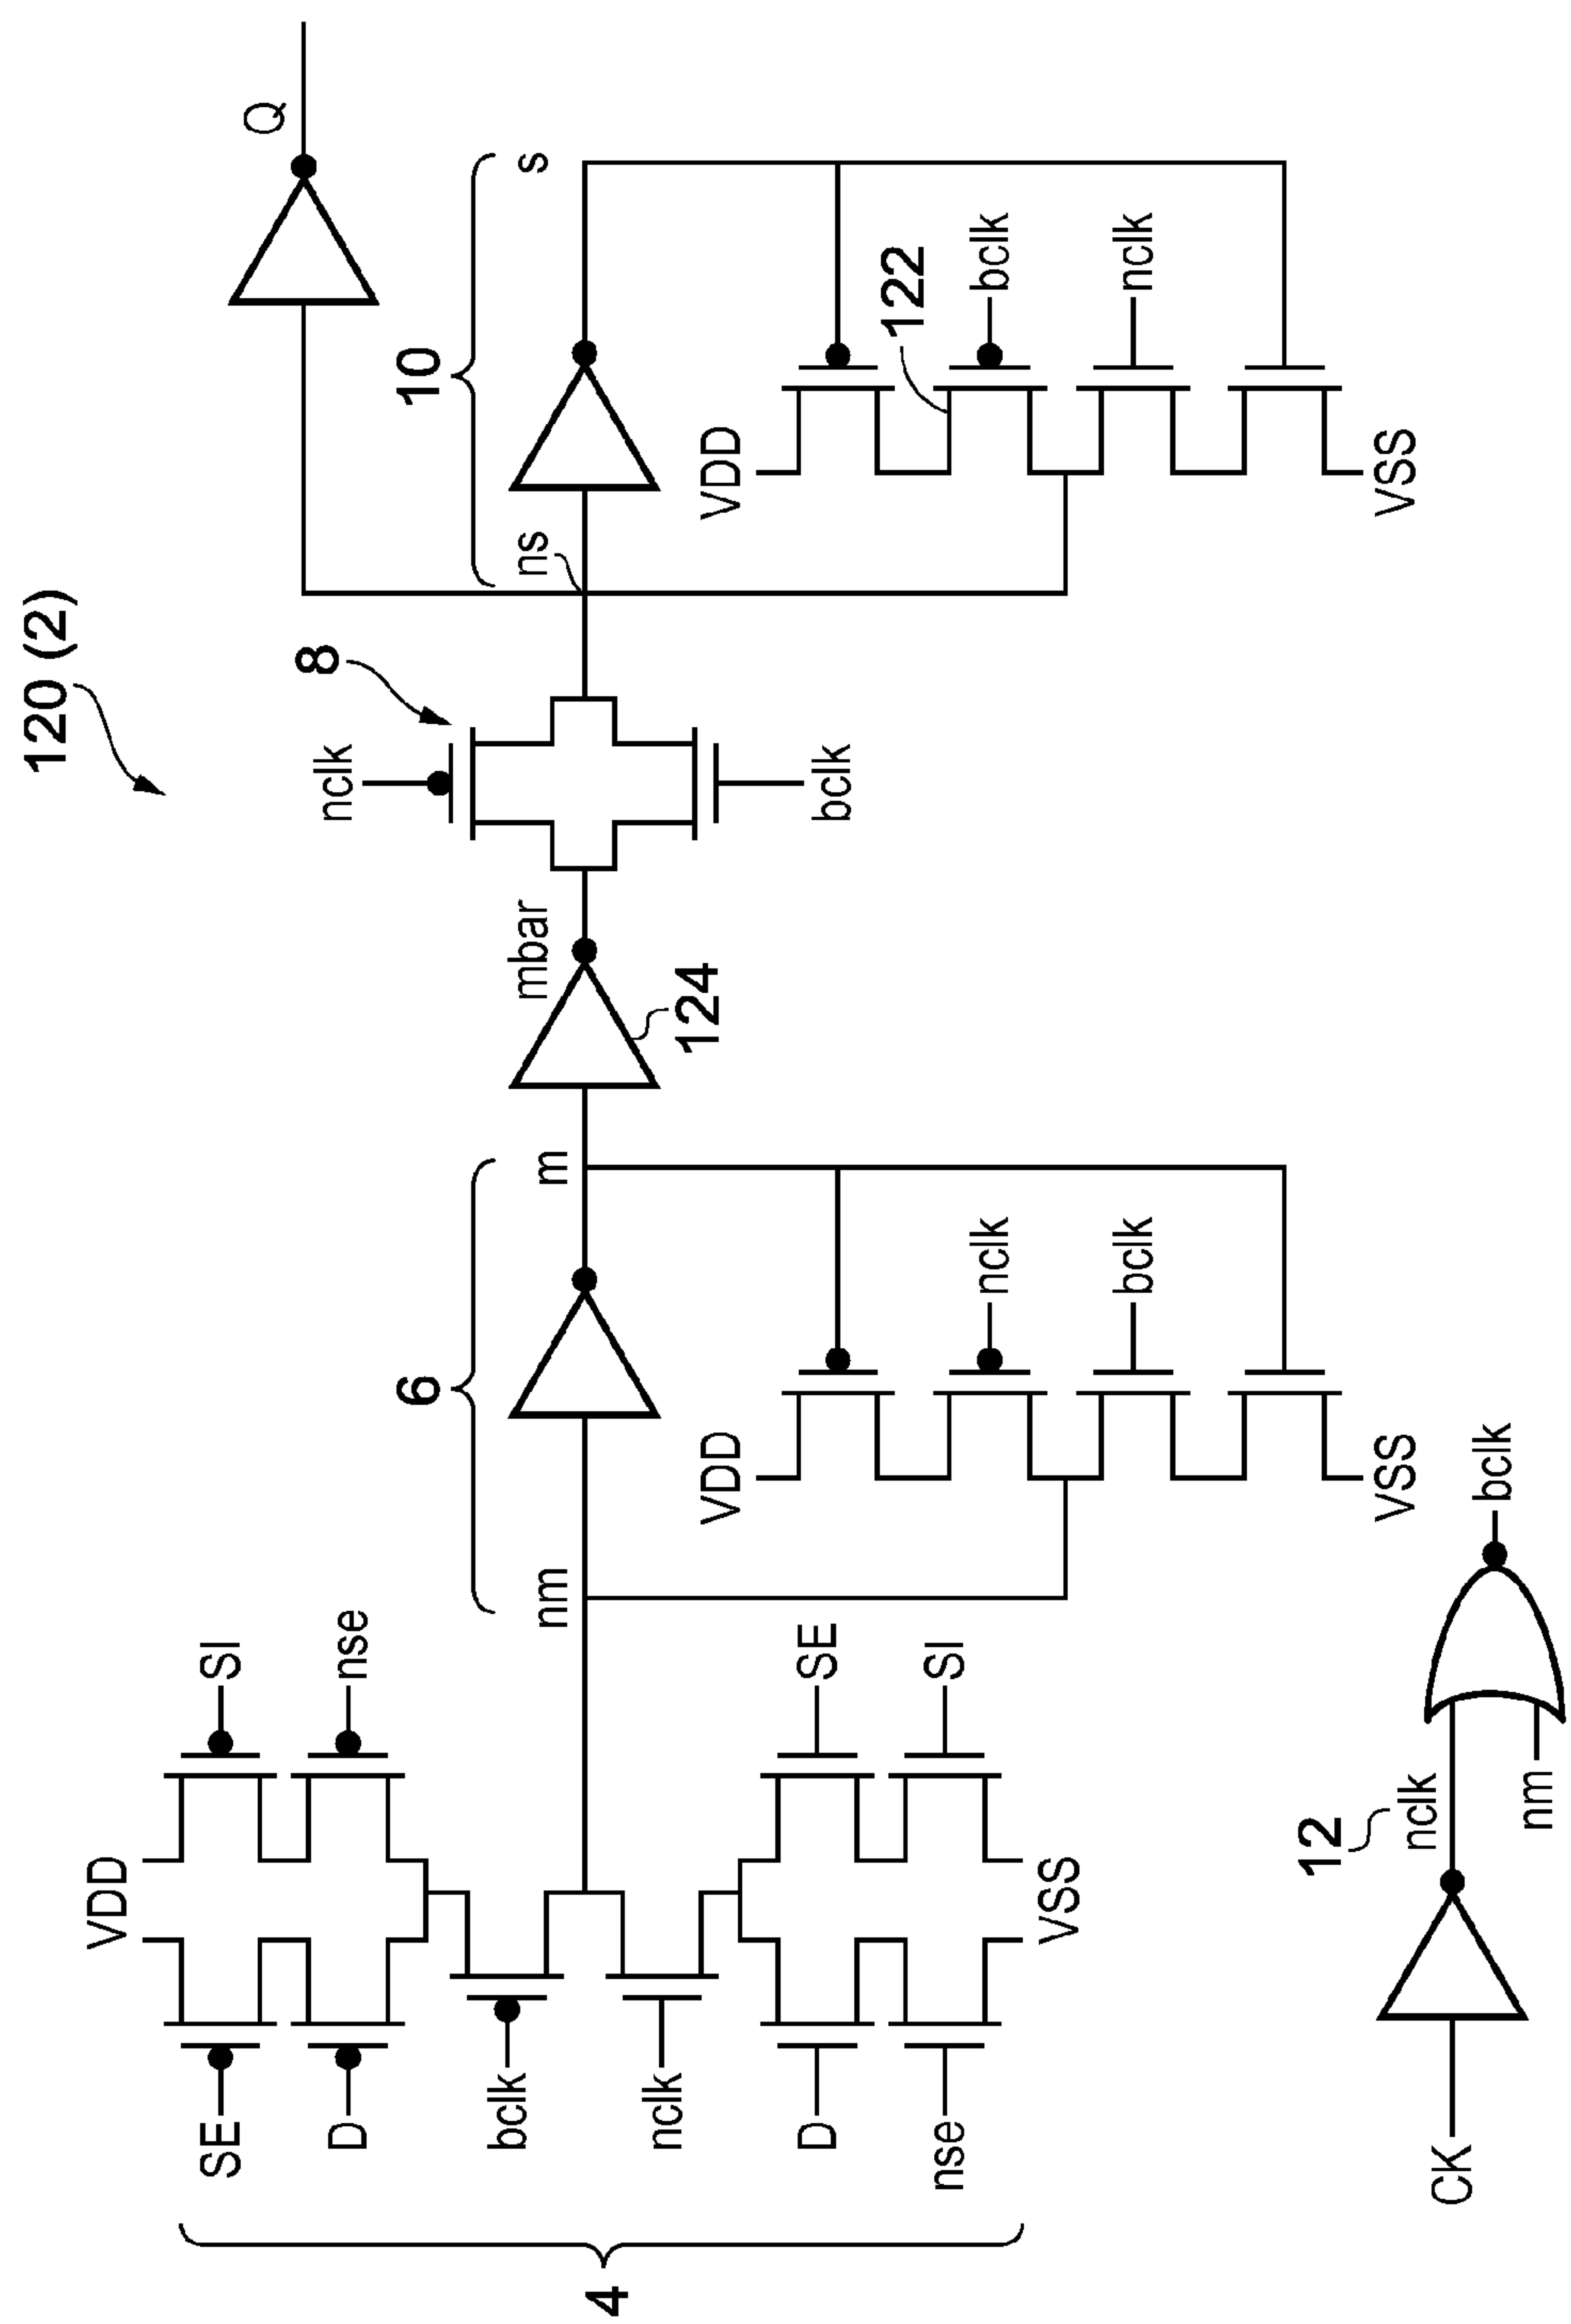 120 (2)
4
VDD
SE
SI
D
nse
bclk
nclk
D
SE
nse
SI
VSS
nm
6
m
VDD
nclk
bclk
VSS
mbar
124
nclk
8
bclk
ns
10
s
VDD
122
bclk
nclk
VSS
Q
CK
12
nclk
nm
bclk